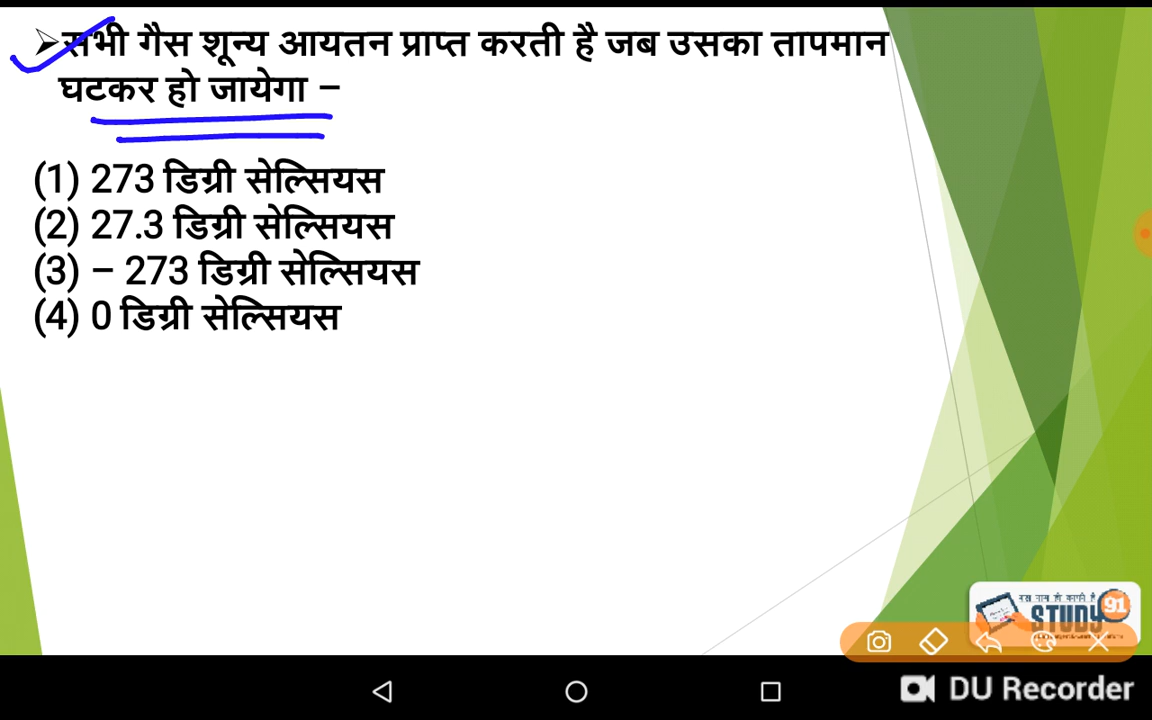 ➢सभी गैस शून्य आयतन प्राप्त करती है जब उसका तापमान
घटकर हो जायेगा –
(1) 273 डिग्री सेल्सियस
(2) 27.3 डिग्री सेल्सियस
(3) – 273 डिग्री सेल्सियस
(4) 0 डिग्री सेल्सियस
91
STUDY
DU Recorder